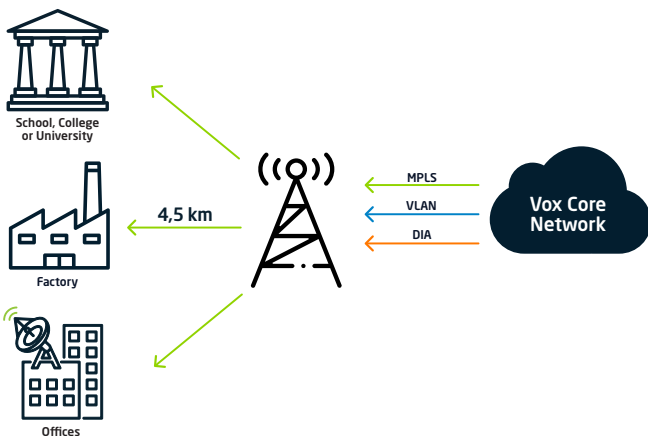 School, College
or University
4,5 km
Factory
Offices
MPLS
VLAN
DIA
Vox Core
Network